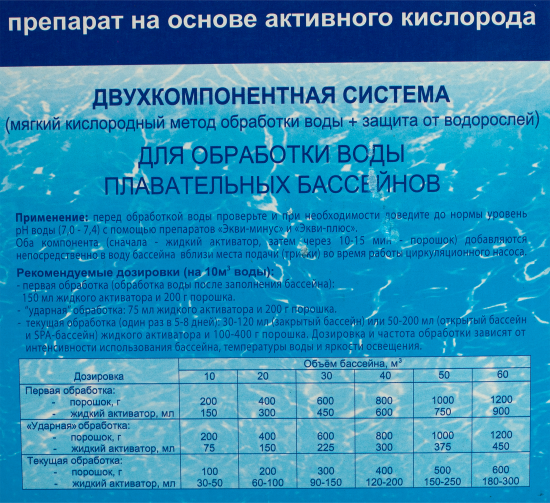 препарат на основе активного кислорода
ДВУХКОМПОНЕНТНАЯ СИСТЕМА
(мягкий кислородный метод обработки воды + защита от водорослей)
ДЛЯ ОБРАБОТКИ ВОДЫ
ПЛАВАТЕЛЬНЫХ БАССЕЙНОВ
Применение: перед обработкой воды проверьте и при необходимости доведите до нормы уровень
pH воды (7,0 - 7,4) с помощью препаратов «Экви-минус» и «Экви-плюс».
Оба компонента (сначала - жидкий активатор, затем через 10-15 мин - порошок) добавляются
непосредственно в воду бассейна вблизи места подачи (три ки) во время работы циркуляционного насоса.
Рекомендуемые дозировки (на 10м³ воды):
- первая обработка (обработка воды после заполнения бассейна):
150 мл жидкого активатора и 200 г порошка.
- "ударная" обработка: 75 мл жидкого активатора и 200 г порошка.
- текущая обработка (один раз в 5-8 дней): 30-120 мл (закрытый бассейн) или 50-200 мл (открытый бассейн
и SPA-бассейн) жидкого активатора и 100-400 г порошка. Дозировка и частота обработки зависят от
интенсивности использования бассейна, температуры воды и яркости освещения.
Объём бассейна, м³
Дозировка 10 20 30 40 50 60
Первая обработка:
- порошок, г 200 400 600 800 1000 1200
- жидкий активатор, мл 150 300 450 600 750 900
«Ударная» обработка:
- порошок, г 200 400 600 800 1000 1200
- жидкий активатор, мл 75 150 225 300 375 450
Текущая обработка:
- порошок, г 100 200 300 400 500 600
- жидкий активатор, мл 30-50 60-100 90-150 120-200 150-250 180-300